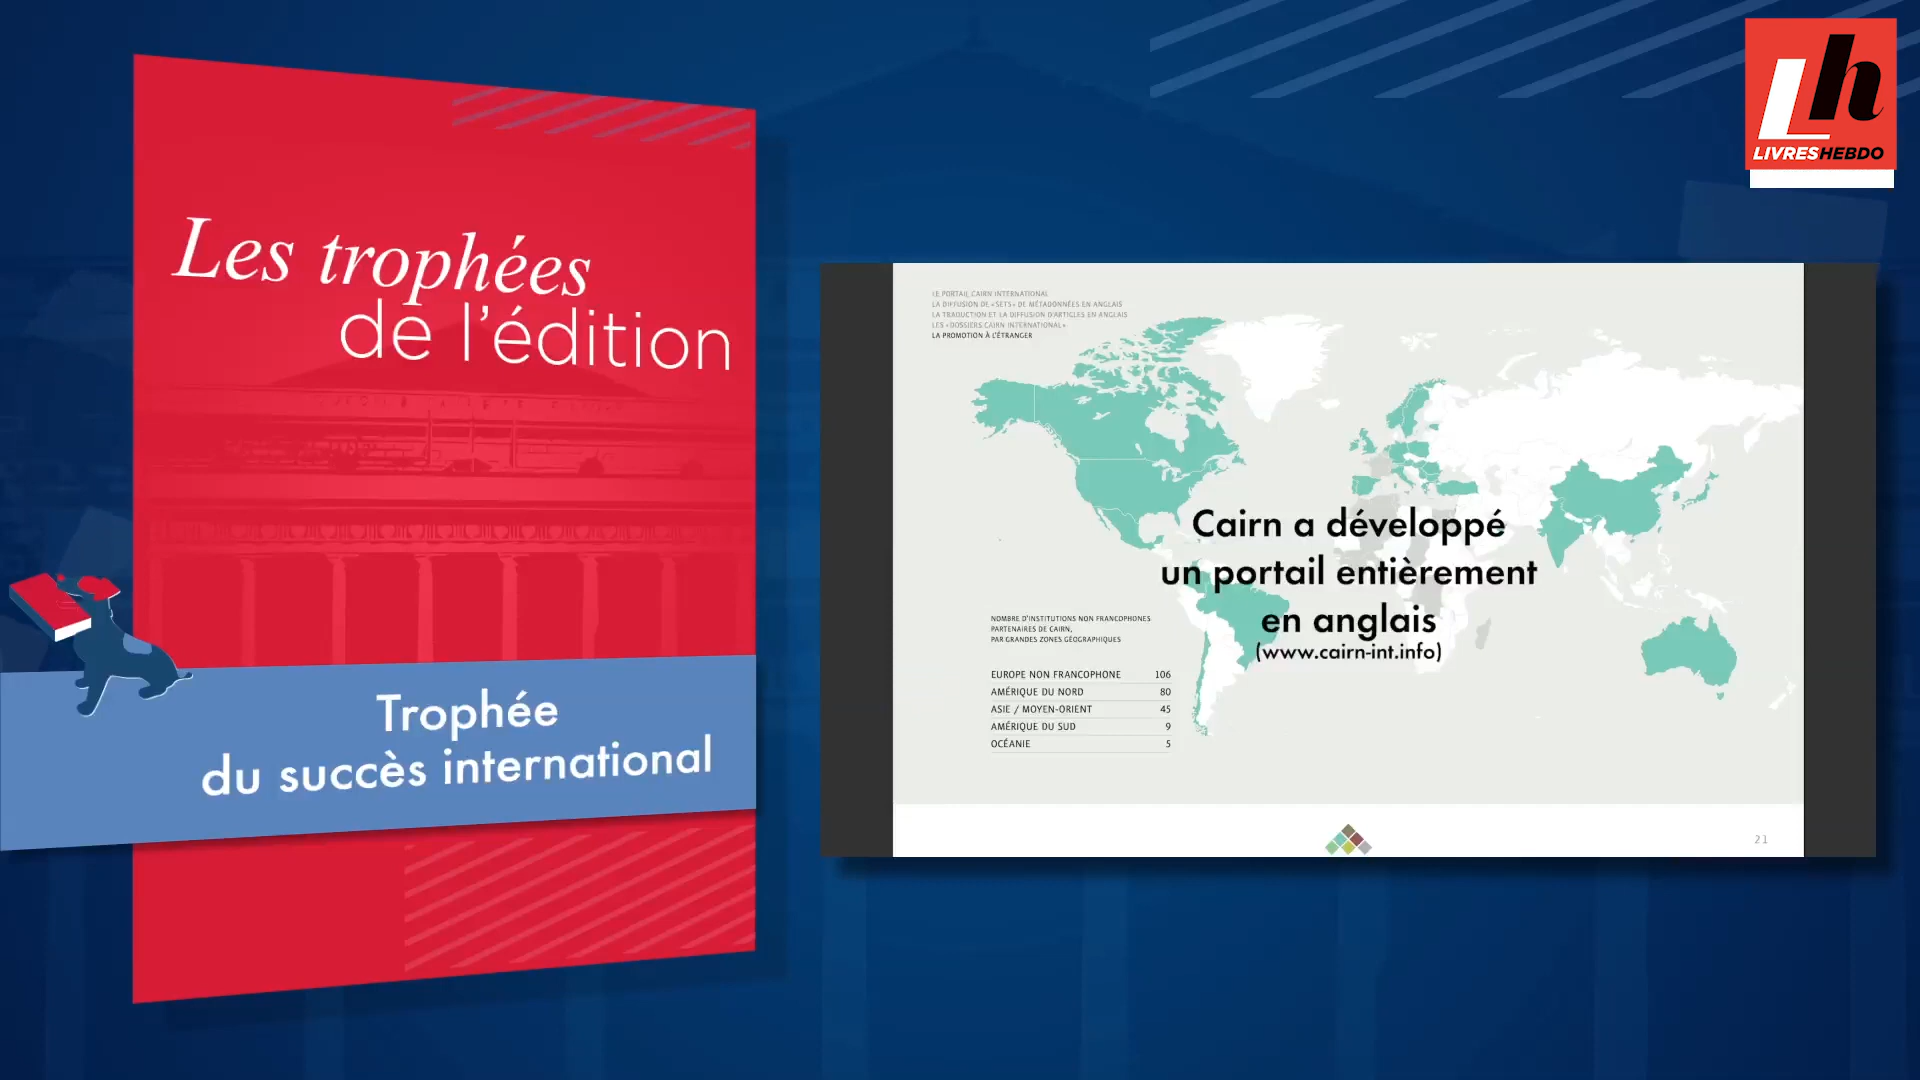 Les trophées
de l'édition
Trophée
du succès international
Lh
LIVRESHEBDO
LE PORTAIL CAIRN INTERNATIONAL
LA DIFFUSION DE «SETS» DE MÉTADONNÉES EN ANGLAIS
LA TRADUCTION ET LA DIFFUSION D'ARTICLES EN ANGLAIS
LES «DOSSIERS CAIRN INTERNATIONAL»
LA PROMOTION À L'ÉTRANGER
Cairn a développé
un portail entièrement
en anglais
(www.cairn-int.info)
NOMBRE D'INSTITUTIONS NON FRANCOPHONES
PARTENAIRES DE CAIRN,
PAR GRANDES ZONES GÉOGRAPHIQUES
EUROPE NON FRANCOPHONE 106
AMÉRIQUE DU NORD 80
ASIE / MOYEN-ORIENT 45
AMÉRIQUE DU SUD 9
OCÉANIE 5
21